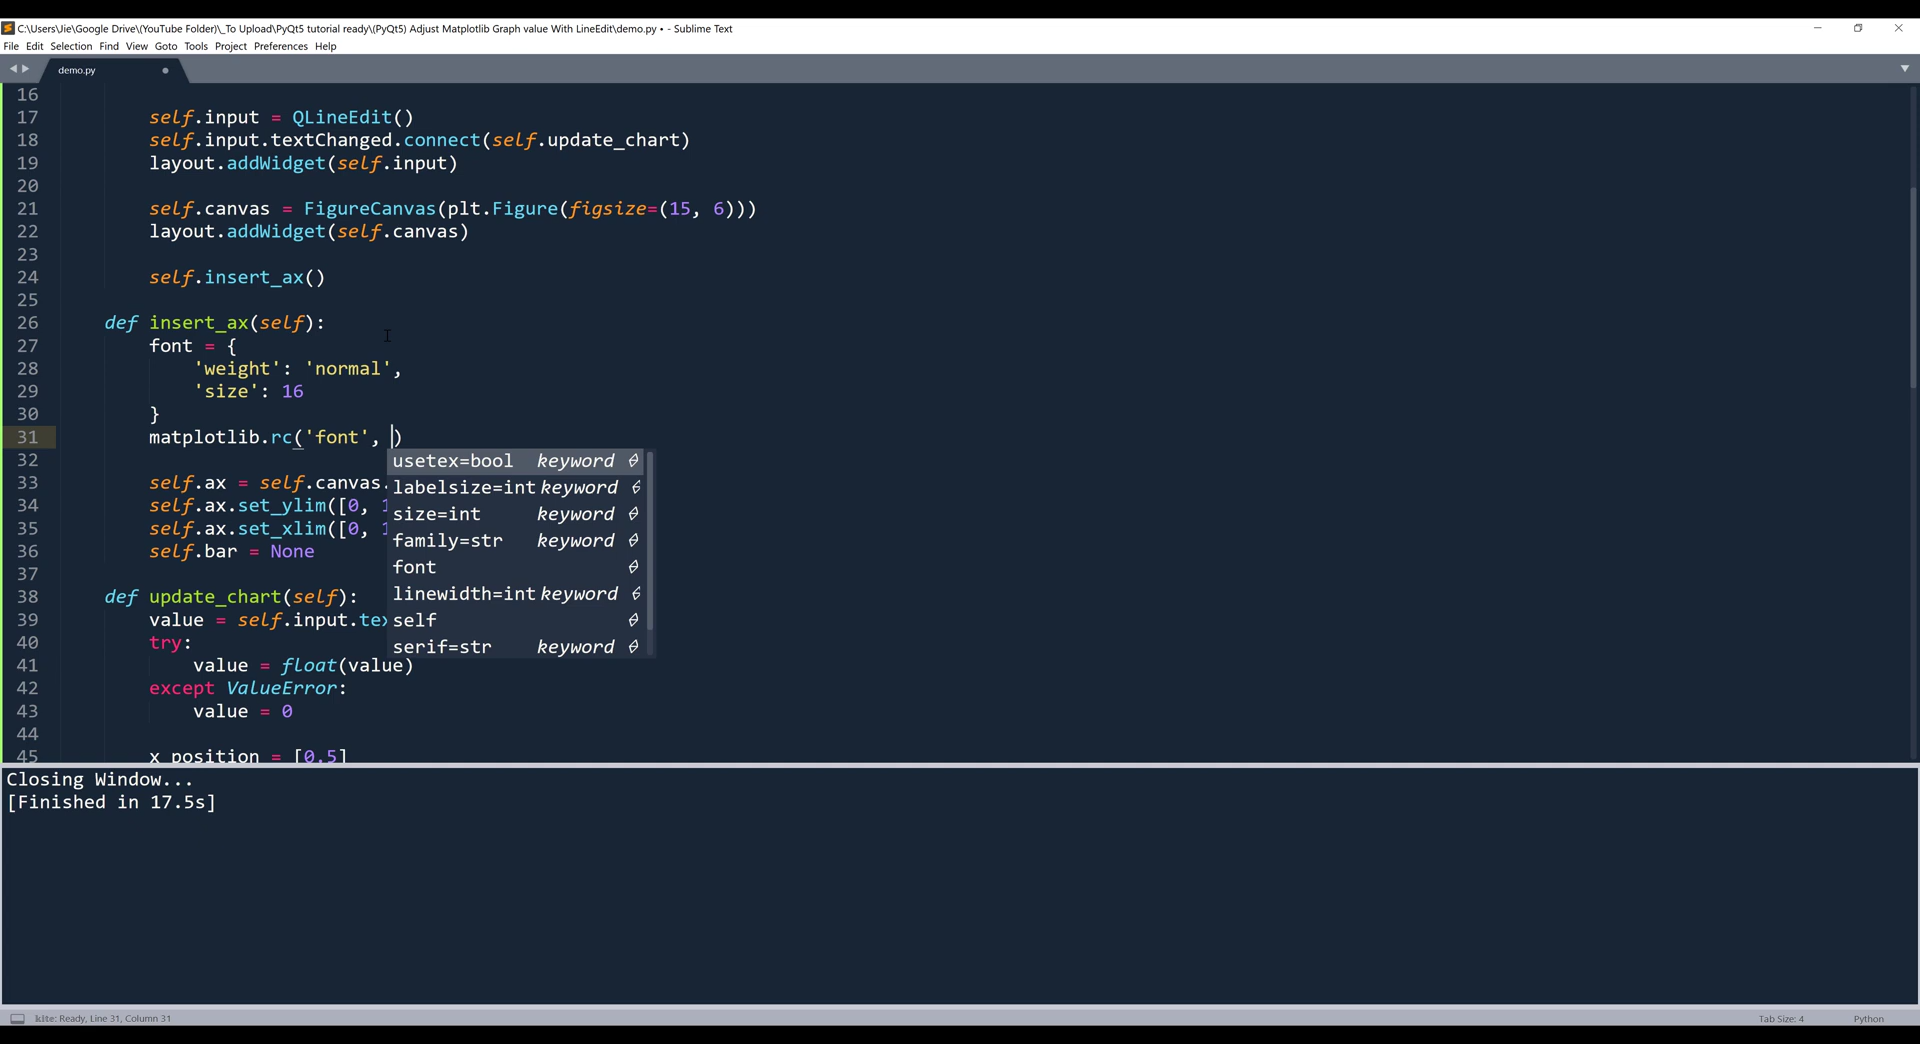 C:\Users\Jie\Google Drive\(YouTube Folder)\_To Upload\PyQt5 tutorial ready\(PyQt5) Adjust Matplotlib Graph value With LineEdit\demo.py • - Sublime Text
File Edit Selection Find View Goto Tools Project Preferences Help
demo.py
16
17 self.input = QLineEdit()
18 self.input.textChanged.connect(self.update_chart)
19 layout.addWidget(self.input)
20
21 self.canvas = FigureCanvas(plt.Figure(figsize=(15, 6)))
22 layout.addWidget(self.canvas)
23
24 self.insert_ax()
25
26 def insert_ax(self):
27 font = {
28 'weight': 'normal',
29 'size': 16
30 }
31 matplotlib.rc('font', )
usetex=bool keyword
32
33 self.ax = self.canvas.
labelsize=int keyword
34 self.ax.set_ylim([0, 1
size=int keyword
35 self.ax.set_xlim([0, 1
family=str keyword
36 self.bar = None
font
37
linewidth=int keyword
38 def update_chart(self):
39 value = self.input.tex
self
40 try:
serif=str keyword
41 value = float(value)
42 except ValueError:
43 value = 0
44
45 x_position = [0.5]
Closing Window...
[Finished in 17.5s]
kite: Ready, Line 31, Column 31
Tab Size: 4
Python